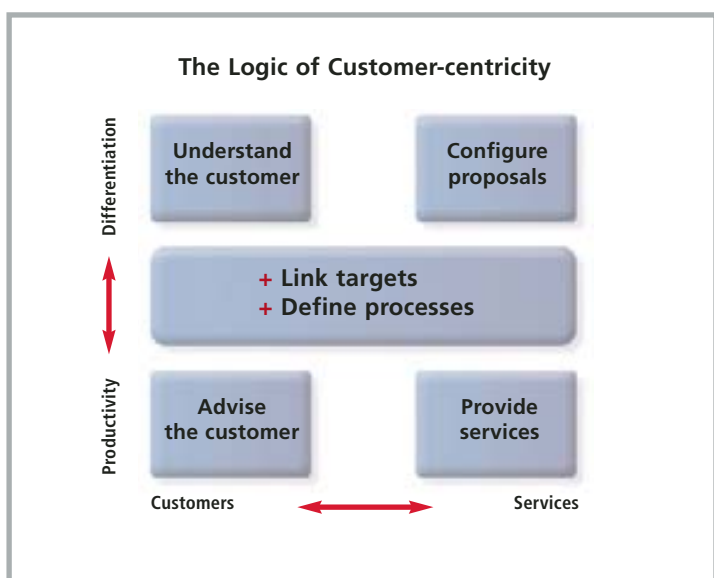 The Logic of Customer-centricity
Differentiation
Understand
the customer
Configure
proposals
+ Link targets
+ Define processes
Productivity
Advise
the customer
Provide
services
Customers
Services